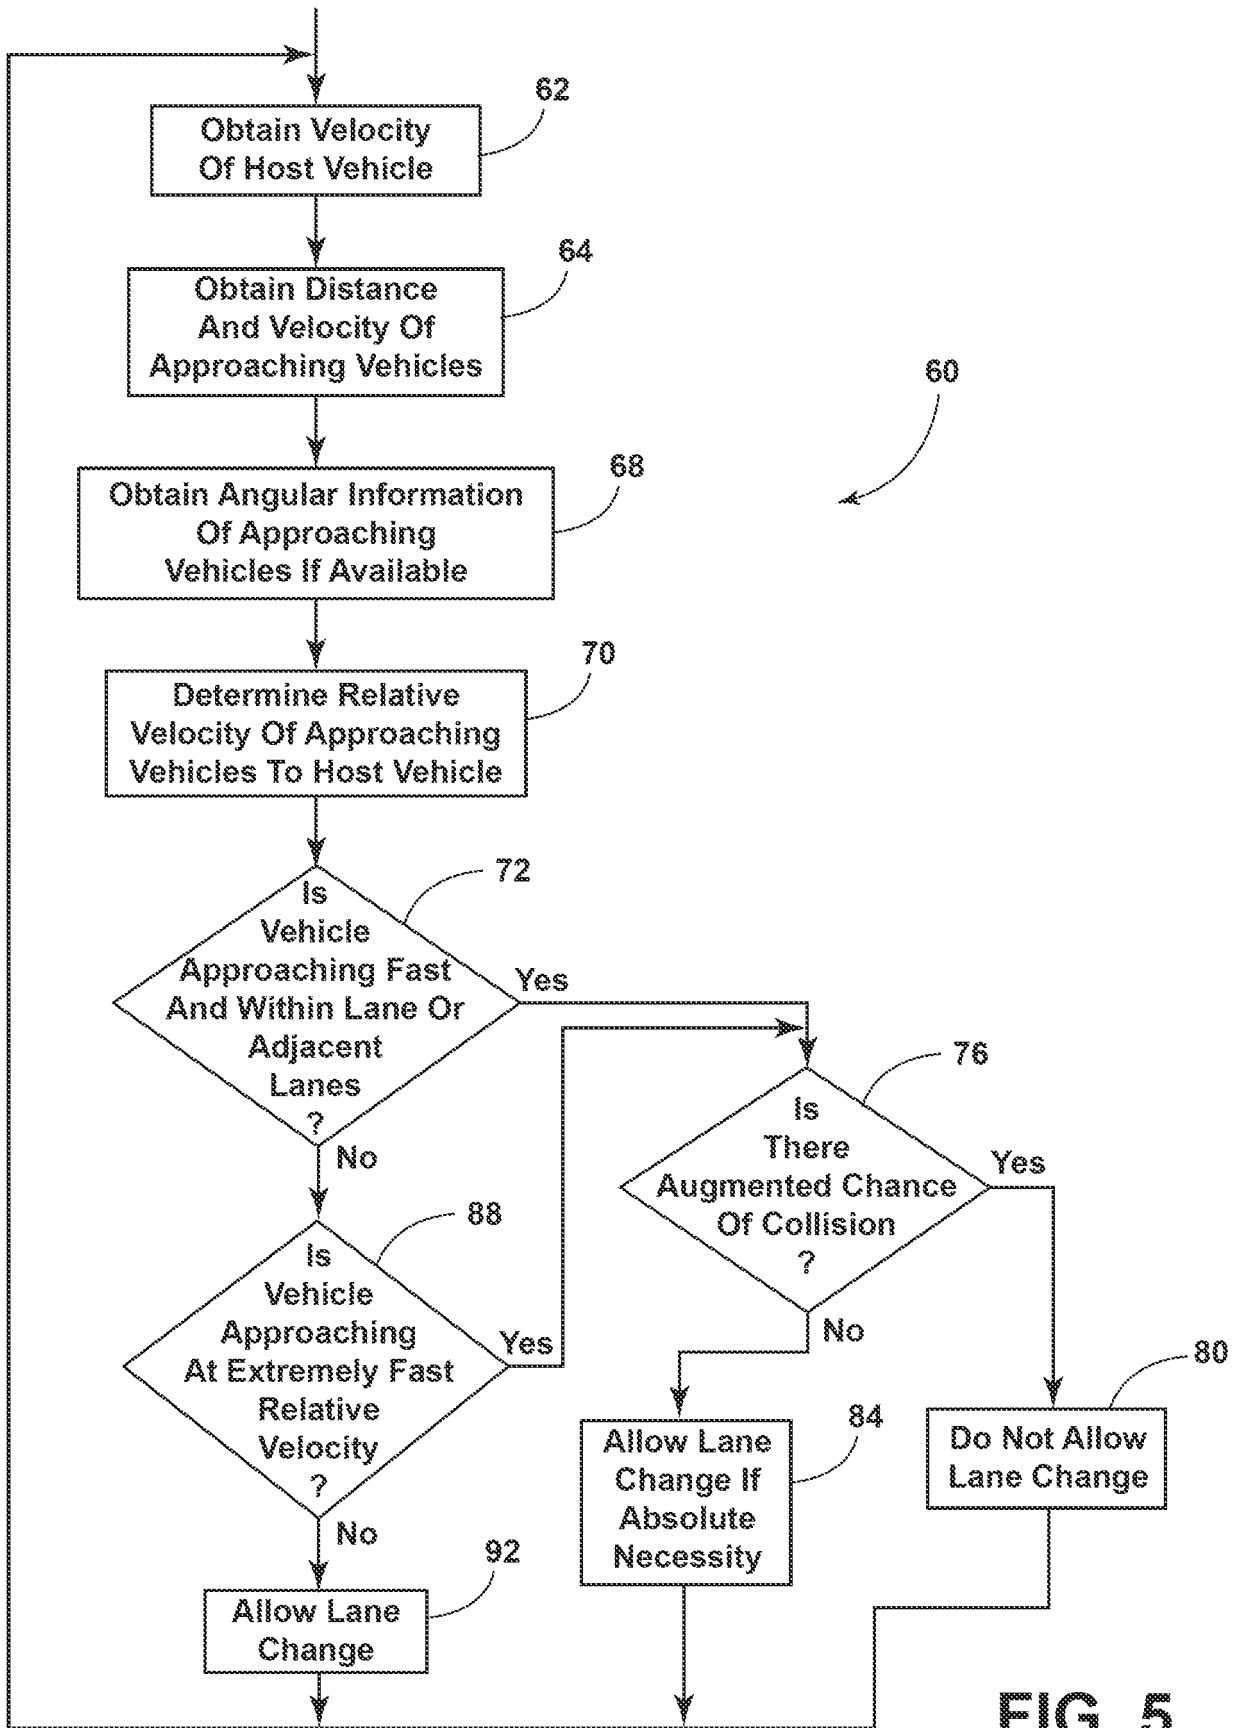 62
Obtain Velocity
Of Host Vehicle
64
Obtain Distance
And Velocity Of
Approaching Vehicles
60
68
Obtain Angular Information
Of Approaching
Vehicles If Available
70
Determine Relative
Velocity Of Approaching
Vehicles To Host Vehicle
72
Is
Vehicle
Approaching Fast
And Within Lane Or
Adjacent
Lanes
?
Yes
No
76
Is
There
Augmented Chance
Of Collision
?
Yes
No
88
Is
Vehicle
Approaching
At Extremely Fast
Relative
Velocity
?
Yes
No
80
Do Not Allow
Lane Change
84
Allow Lane
Change If
Absolute
Necessity
92
Allow Lane
Change
FIG. 5